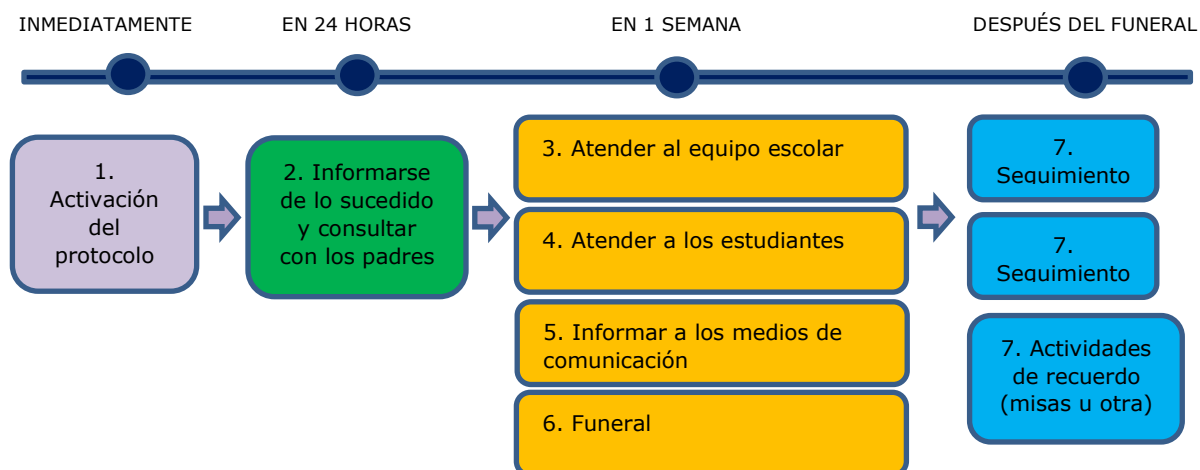 INMEDIATAMENTE
EN 24 HORAS
EN 1 SEMANA
DESPUÉS DEL FUNERAL
1.
Activación
del
protocolo
2. Informarse
de lo sucedido
y consultar
con los padres
3. Atender al equipo escolar
4. Atender a los estudiantes
5. Informar a los medios de
comunicación
6. Funeral
7.
Seguimiento
7.
Seguimiento
7. Actividades
de recuerdo
(misas u otra)